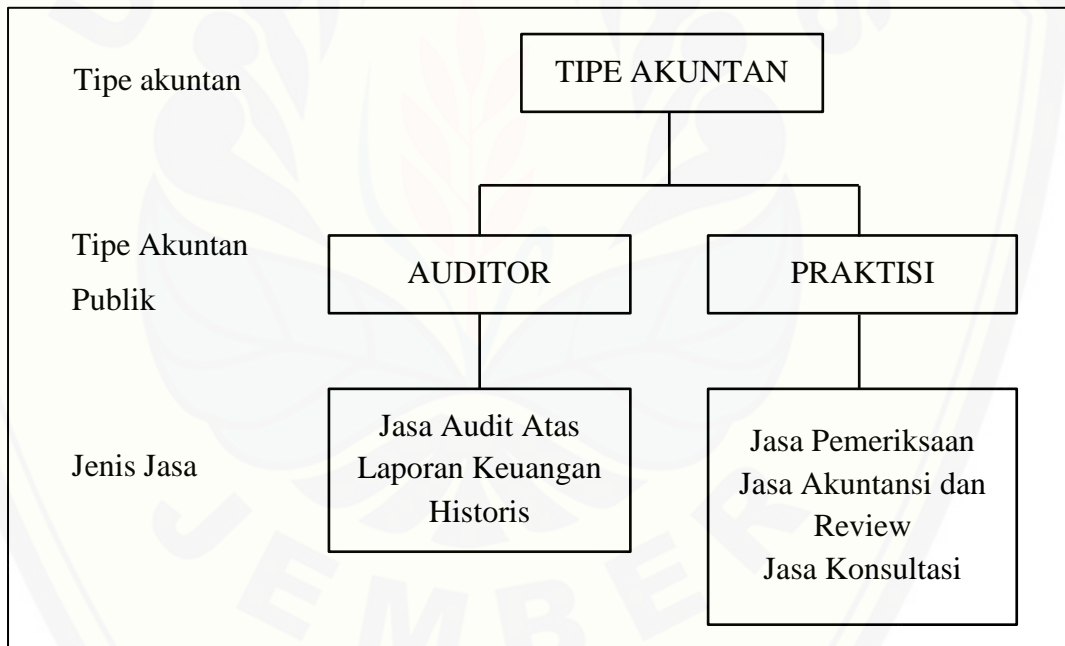 Tipe akuntan
TIPE AKUNTAN
Tipe Akuntan
Publik
AUDITOR
PRAKTISI
Jenis Jasa
Jasa Audit Atas
Laporan Keuangan
Historis
Jasa Pemeriksaan
Jasa Akuntansi dan
Review
Jasa Konsultasi
JEMBER